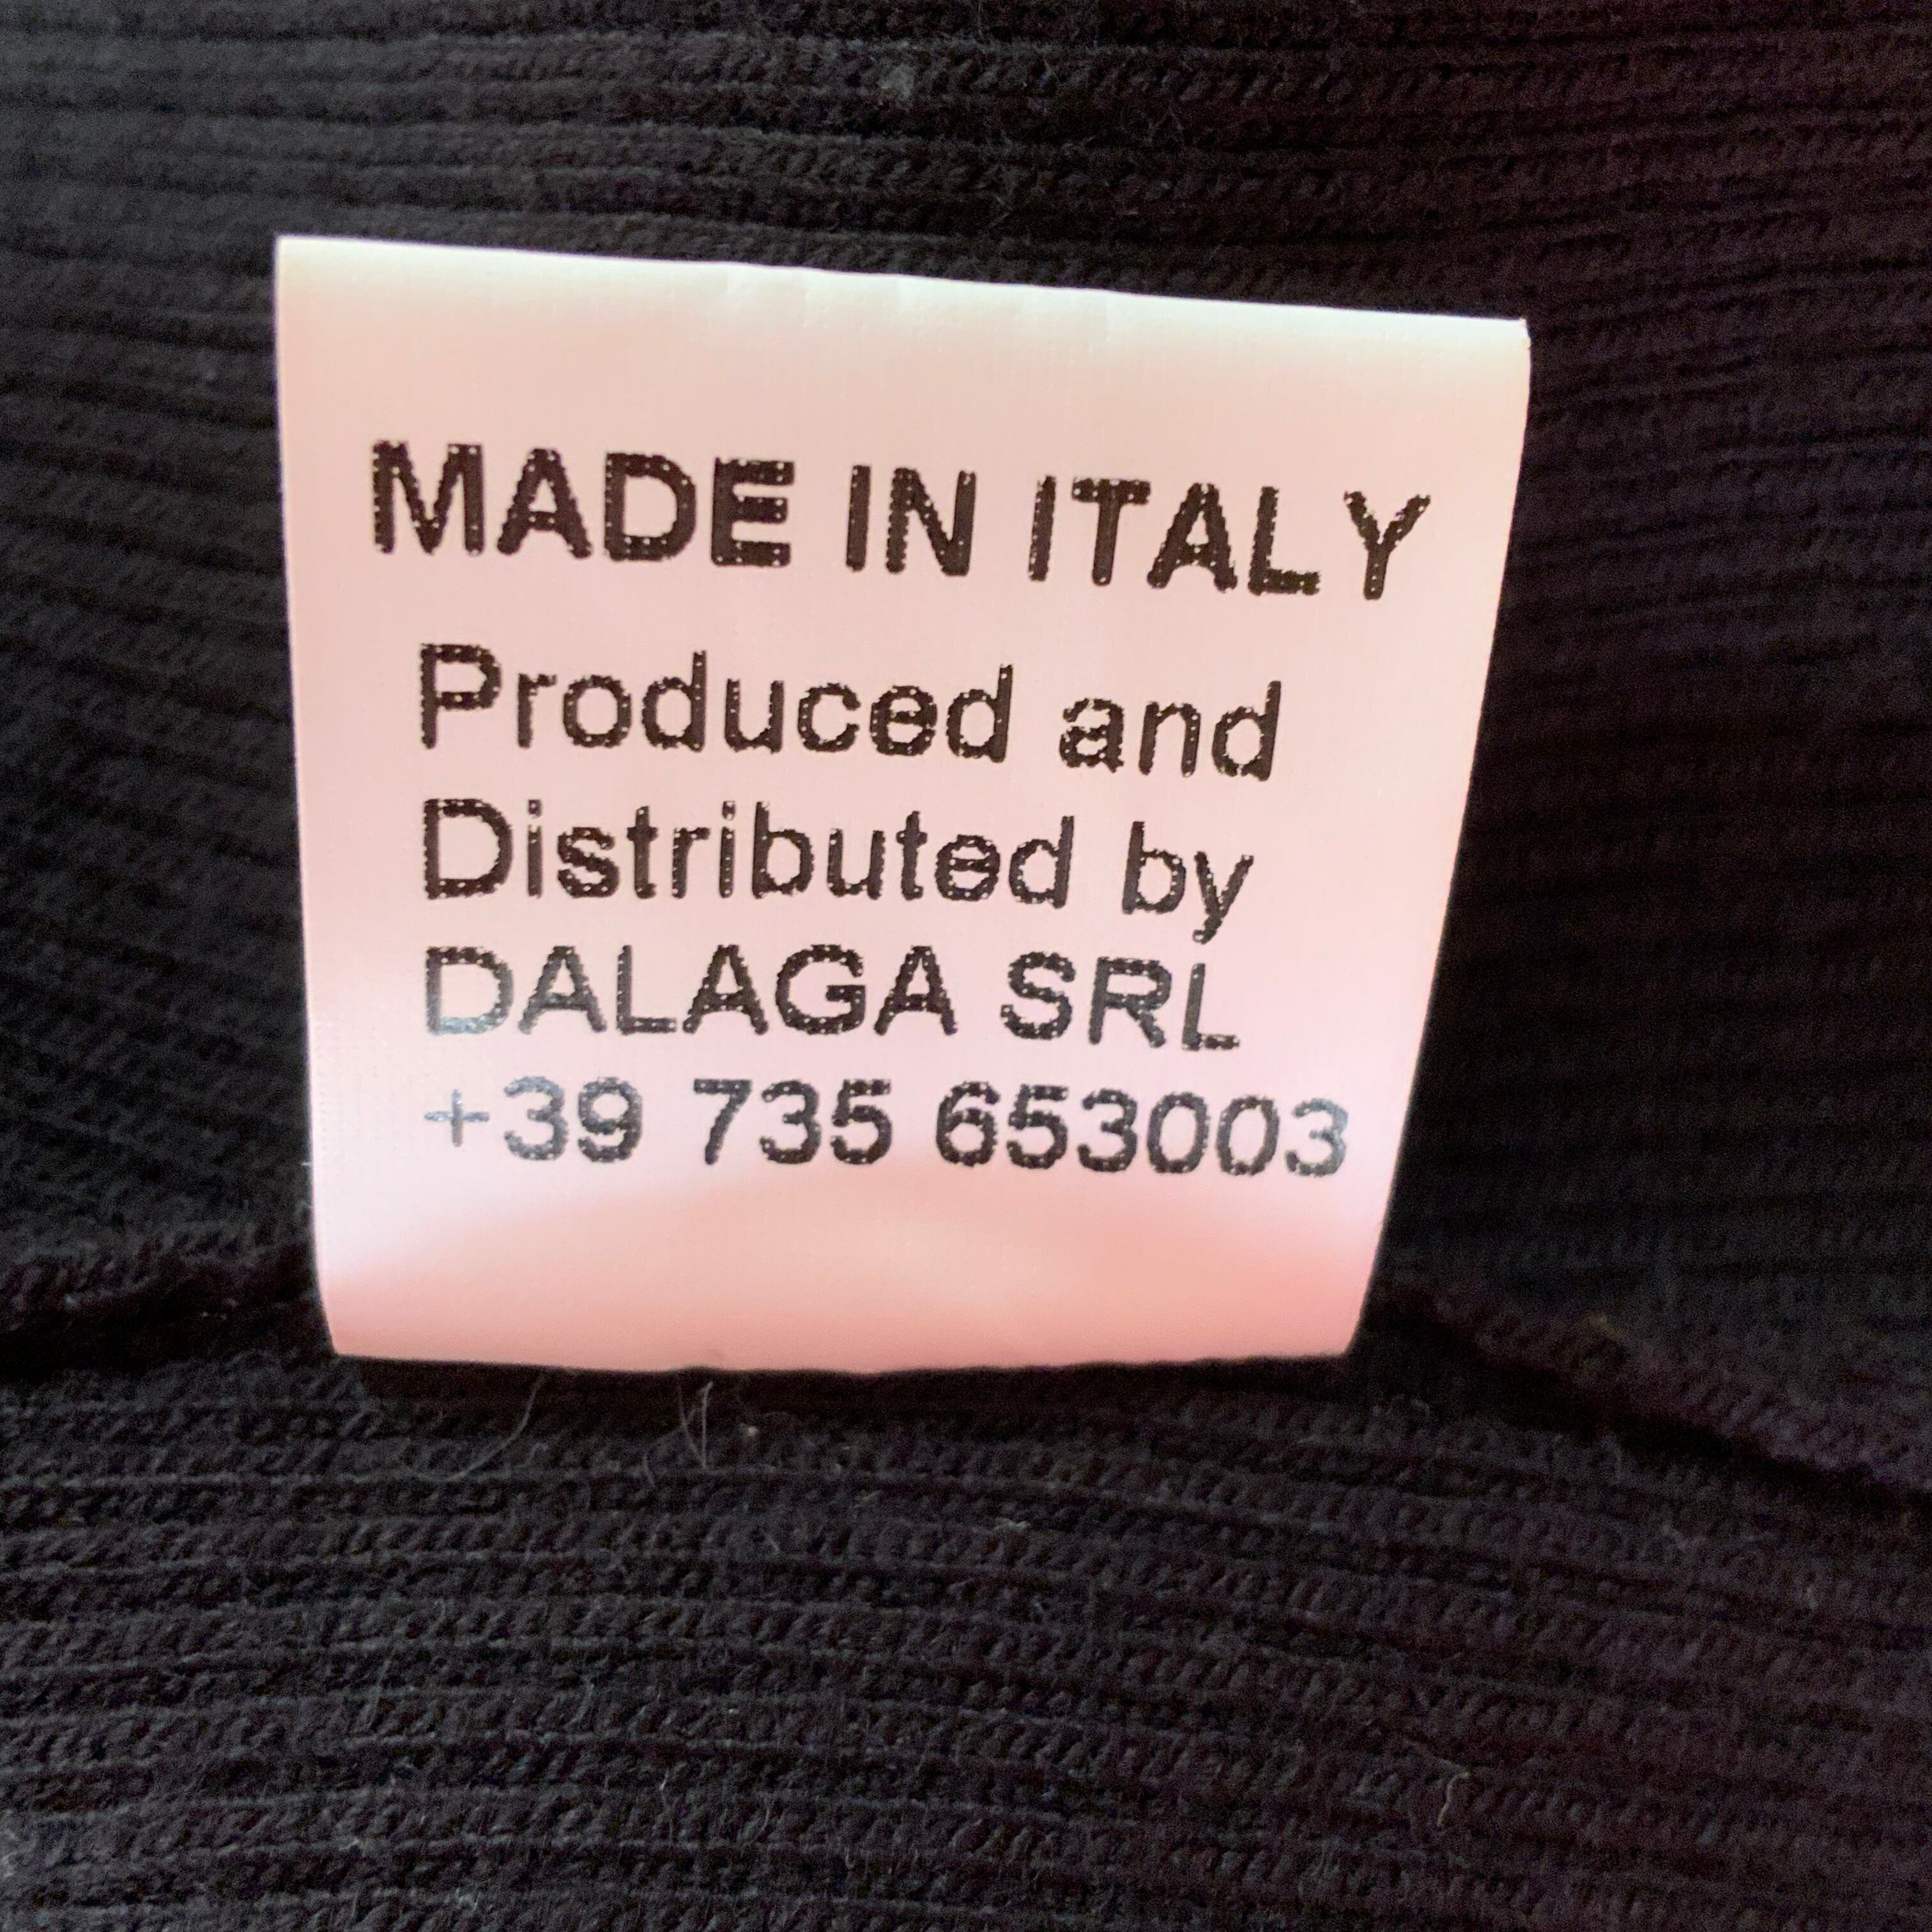 MADE IN ITALY
Produced and
Distributed by
DALAGA SRL
+39 735 653003